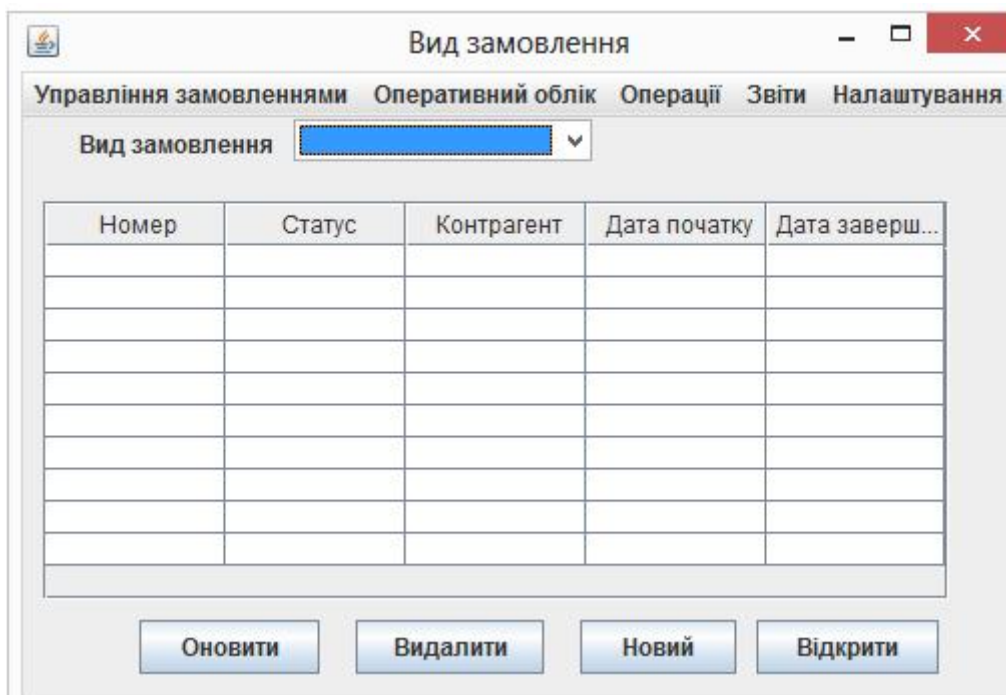 Вид замовлення
Управління замовленнями Оперативний облік Операції Звіти Налаштування
Вид замовлення
Номер Статус Контрагент Дата початку Дата заверш...
Оновити Видалити Новий Відкрити